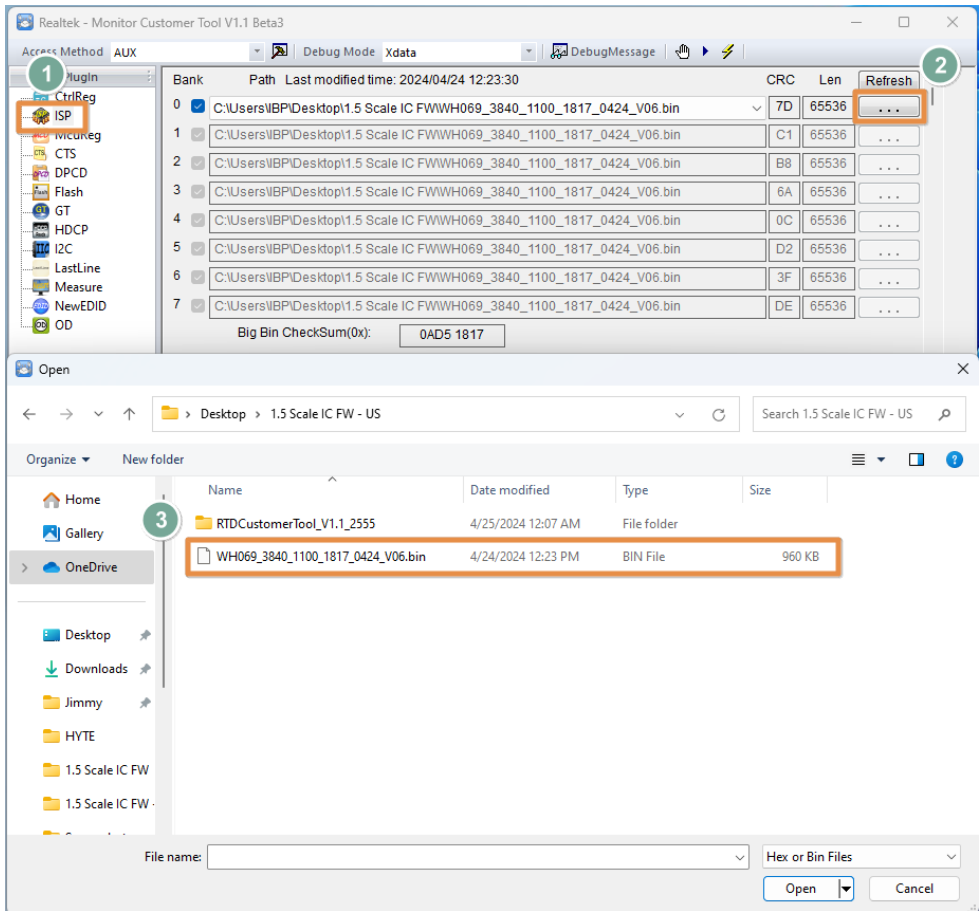 Realtek - Monitor Customer Tool V1.1 Beta3
Access Method AUX Debug Mode Xdata DebugMessage
1
PlugIn
CtrlReg
ISP
McuReg
CTS
DPCD
Flash
GT
HDCP
I2C
LastLine
Measure
NewEDID
OD
2
Bank Path Last modified time: 2024/04/24 12:23:30 CRC Len Refresh
0 C:\Users\IBP\Desktop\1.5 Scale IC FW\WH069_3840_1100_1817_0424_V06.bin 7D 65536 ...
1 C:\Users\IBP\Desktop\1.5 Scale IC FW\WH069_3840_1100_1817_0424_V06.bin C1 65536 ...
2 C:\Users\IBP\Desktop\1.5 Scale IC FW\WH069_3840_1100_1817_0424_V06.bin B8 65536 ...
3 C:\Users\IBP\Desktop\1.5 Scale IC FW\WH069_3840_1100_1817_0424_V06.bin 6A 65536 ...
4 C:\Users\IBP\Desktop\1.5 Scale IC FW\WH069_3840_1100_1817_0424_V06.bin 0C 65536 ...
5 C:\Users\IBP\Desktop\1.5 Scale IC FW\WH069_3840_1100_1817_0424_V06.bin D2 65536 ...
6 C:\Users\IBP\Desktop\1.5 Scale IC FW\WH069_3840_1100_1817_0424_V06.bin 3F 65536 ...
7 C:\Users\IBP\Desktop\1.5 Scale IC FW\WH069_3840_1100_1817_0424_V06.bin DE 65536 ...
Big Bin CheckSum(0x): 0AD5 1817
Open
Desktop > 1.5 Scale IC FW - US
Search 1.5 Scale IC FW - US
Organize New folder
Home
Gallery
OneDrive
Desktop
Downloads
Jimmy
HYTE
1.5 Scale IC FW
1.5 Scale IC FW -
3
Name Date modified Type Size
RTDCustomerTool_V1.1_2555 4/25/2024 12:07 AM File folder
WH069_3840_1100_1817_0424_V06.bin 4/24/2024 12:23 PM BIN File 960 KB
File name: Hex or Bin Files
Open Cancel